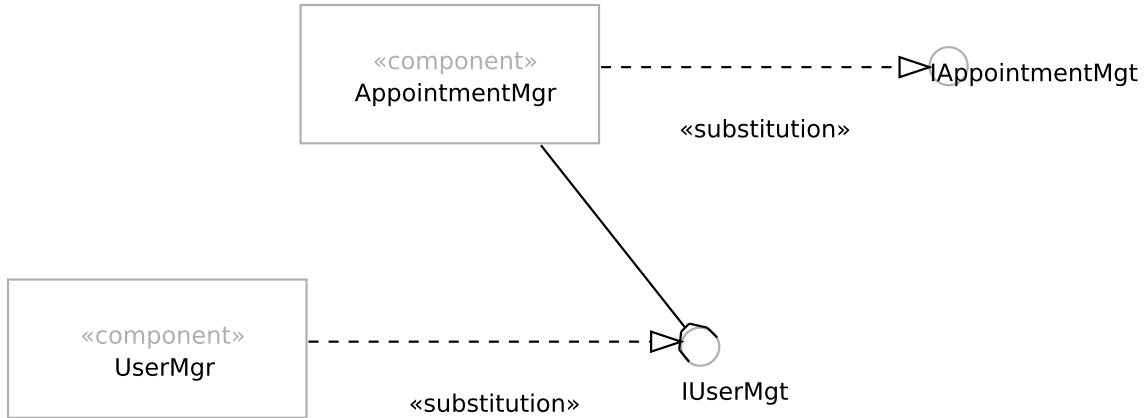 «component»
AppointmentMgr
IAppointmentMgt
«substitution»
«component»
UserMgr
IUserMgt
«substitution»